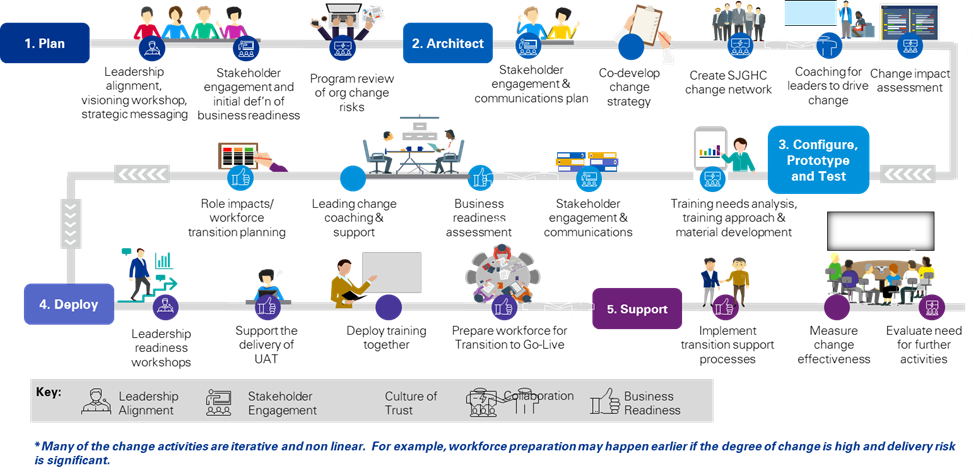 1. Plan
Leadership
alignment,
visioning workshop,
strategic messaging
Stakeholder
engagement and
initial def'n of
business readiness
Program review
of org change
risks
2. Architect
Stakeholder
engagement &
communications plan
Co-develop
change
strategy
Create SJGHC
change network
Coaching for
leaders to drive
change
Change impact
assessment
3. Configure,
Prototype
and Test
Training needs analysis,
training approach &
material development
Stakeholder
engagement &
communications
Business
readiness
assessment
Leading change
coaching &
support
Role impacts/
workforce
transition planning
4. Deploy
Leadership
readiness
workshops
Support the
delivery of
UAT
Deploy training
together
Prepare workforce for
Transition to Go-Live
5. Support
Implement
transition support
processes
Measure
change
effectiveness
Evaluate need
for further
activities
Key:
Leadership
Alignment
Stakeholder
Engagement
Culture of
Trust
Collaboration
Business
Readiness
* Many of the change activities are iterative and non linear. For example, workforce preparation may happen earlier if the degree of change is high and delivery risk
is significant.